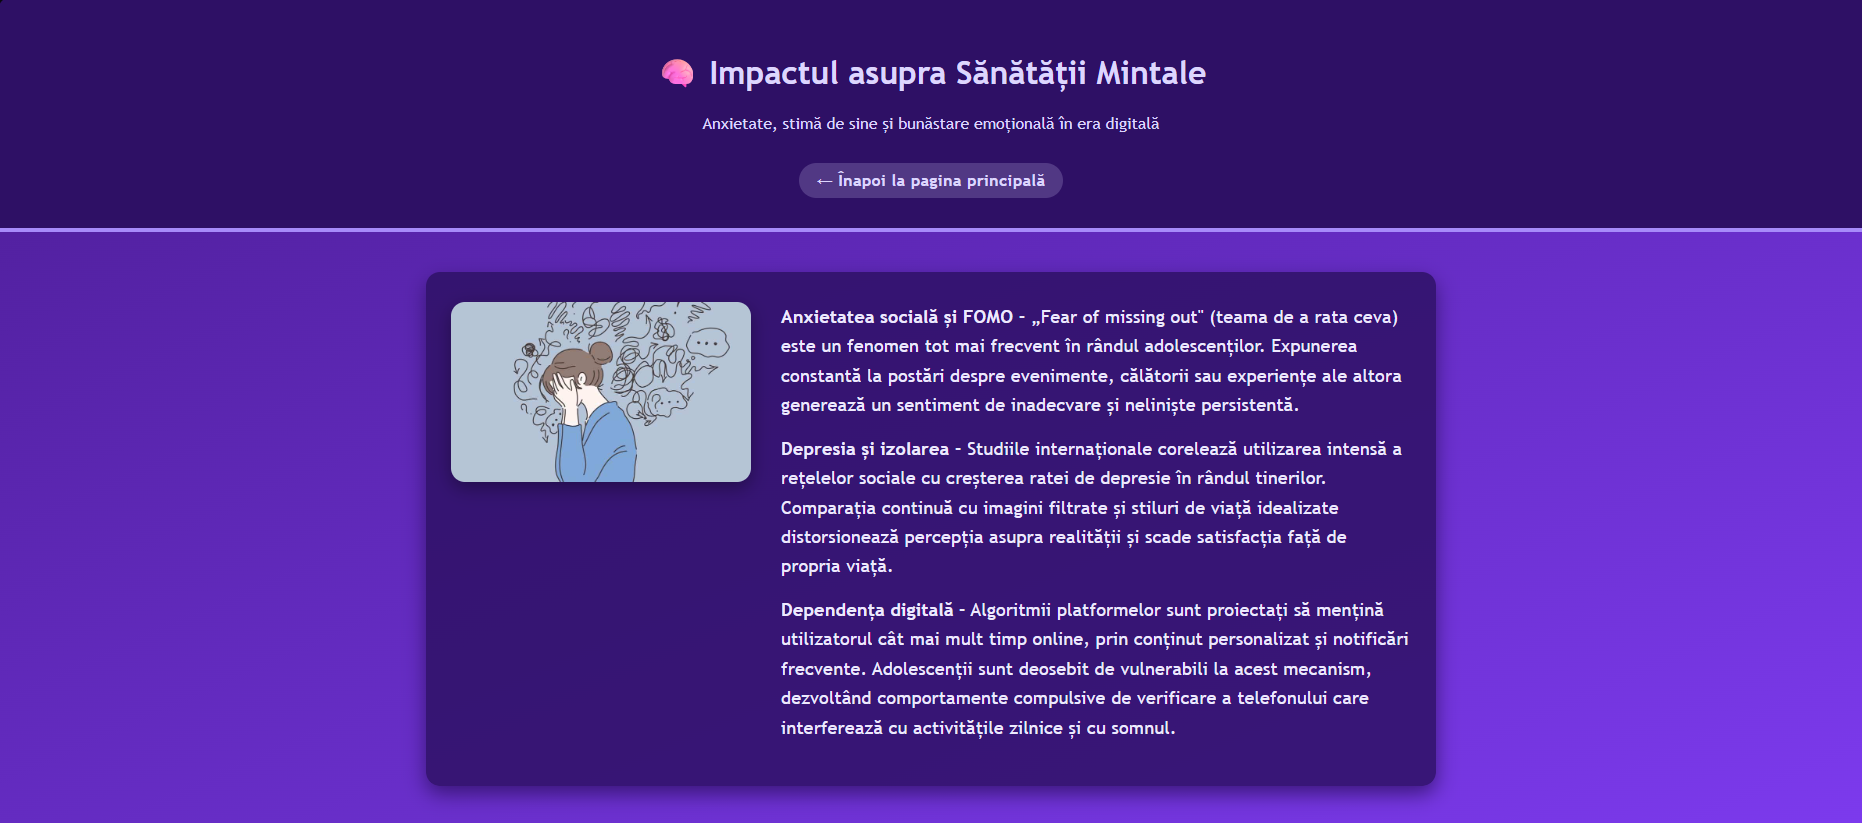 🧠 Impactul asupra Sănătății Mintale
Anxietate, stimă de sine și bunăstare emoțională în era digitală
← Înapoi la pagina principală
Anxietatea socială și FOMO – „Fear of missing out" (teama de a rata ceva)
este un fenomen tot mai frecvent în rândul adolescenților. Expunerea
constantă la postări despre evenimente, călătorii sau experiențe ale altora
generează un sentiment de inadecvare și neliniște persistentă.
Depresia și izolarea – Studiile internaționale corelează utilizarea intensă a
rețelelor sociale cu creșterea ratei de depresie în rândul tinerilor.
Comparația continuă cu imagini filtrate și stiluri de viață idealizate
distorsionează percepția asupra realității și scade satisfacția față de
propria viață.
Dependența digitală – Algoritmii platformelor sunt proiectați să mențină
utilizatorul cât mai mult timp online, prin conținut personalizat și notificări
frecvente. Adolescenții sunt deosebit de vulnerabili la acest mecanism,
dezvoltând comportamente compulsive de verificare a telefonului care
interferează cu activitățile zilnice și cu somnul.